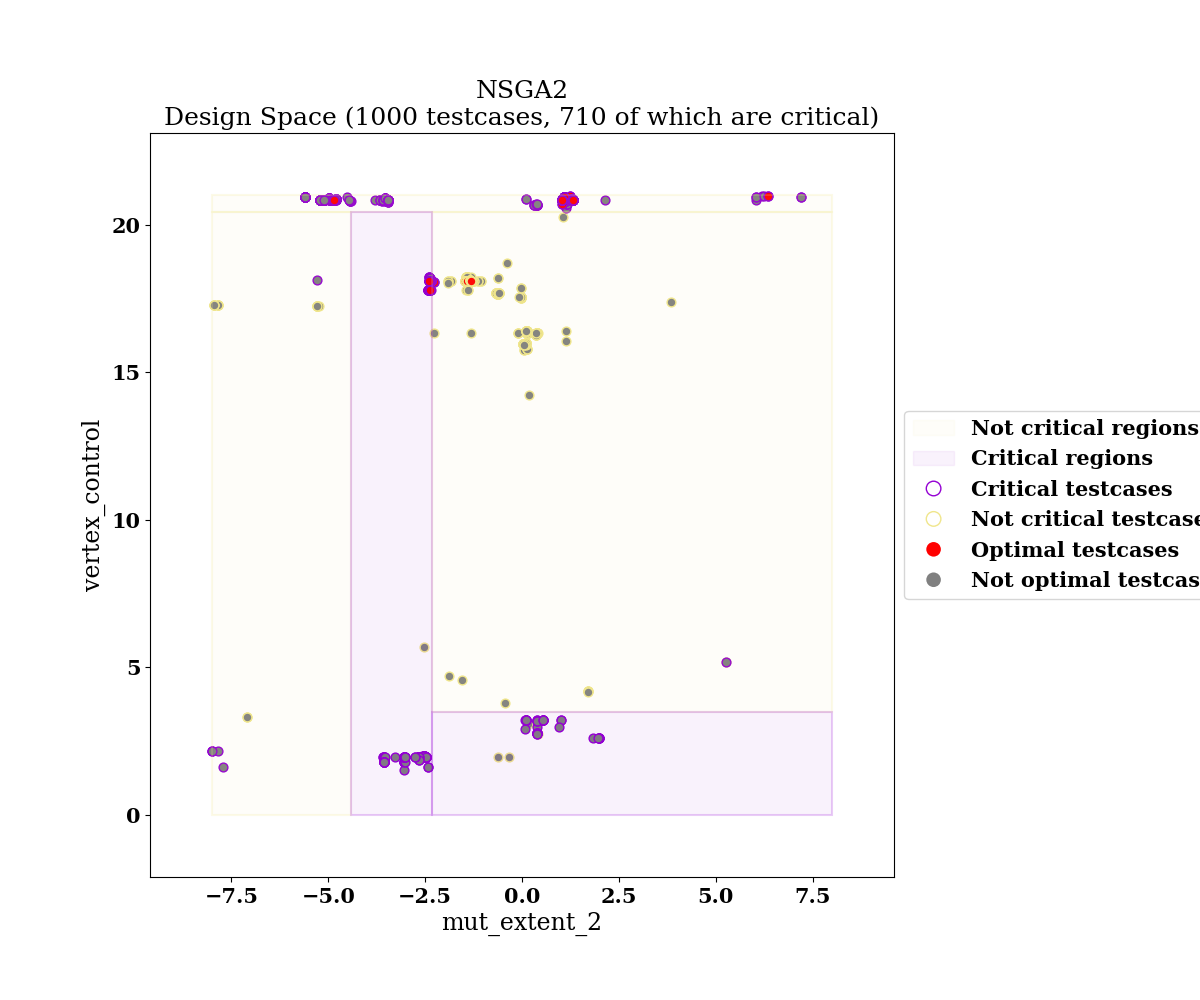 NSGA2
Design Space (1000 testcases, 710 of which are critical)
20
15
10
5
0
vertex_control
−7.5
−5.0
−2.5
0.0
2.5
5.0
7.5
mut_extent_2
Not critical regions
Critical regions
Critical testcases
Not critical testcase
Optimal testcases
Not optimal testcas